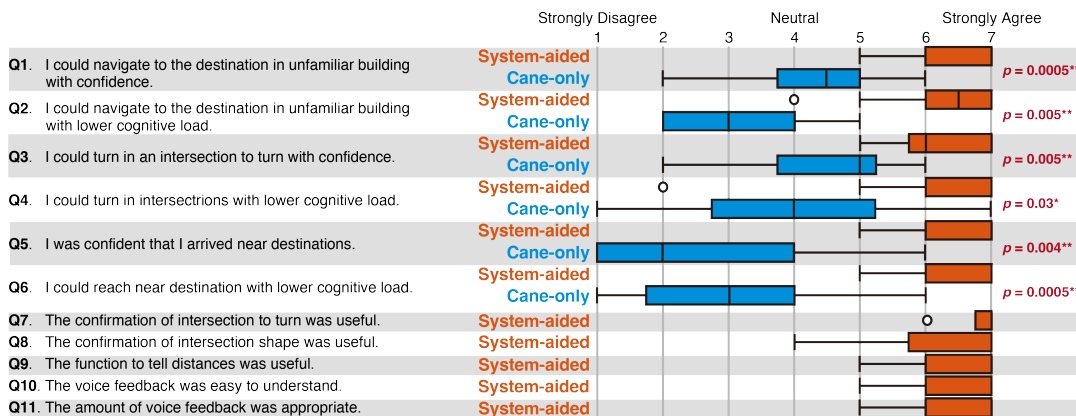 Strongly Disagree Neutral Strongly Agree
1 2 3 4 5 6 7
Q1. I could navigate to the destination in unfamiliar building
with confidence.
System-aided
Cane-only
p = 0.0005*
Q2. I could navigate to the destination in unfamiliar building
with lower cognitive load.
System-aided
Cane-only
p = 0.005**
Q3. I could turn in an intersection to turn with confidence.
System-aided
Cane-only
p = 0.005**
Q4. I could turn in intersectrions with lower cognitive load.
System-aided
Cane-only
p = 0.03*
Q5. I was confident that I arrived near destinations.
System-aided
Cane-only
p = 0.004**
Q6. I could reach near destination with lower cognitive load.
System-aided
Cane-only
p = 0.0005*
Q7. The confirmation of intersection to turn was useful. System-aided
Q8. The confirmation of intersection shape was useful. System-aided
Q9. The function to tell distances was useful. System-aided
Q10. The voice feedback was easy to understand. System-aided
Q11. The amount of voice feedback was appropriate. System-aided